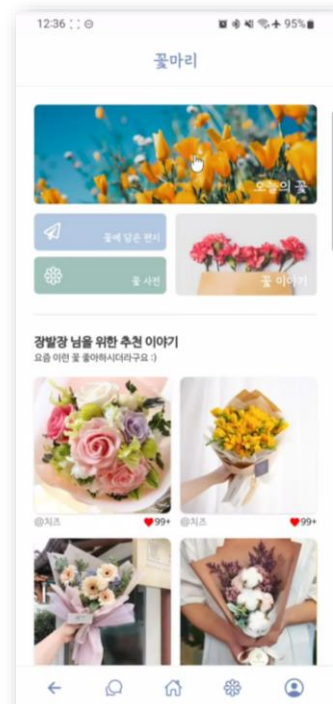 12:36
95%
꽃마리
오늘의 꽃
꽃에 담은 편지
꽃 사전
꽃 이야기
장발장 님을 위한 추천 이야기
요즘 이런 꽃 좋아하시더라구요 :)
@치즈 99+
@치즈 99+